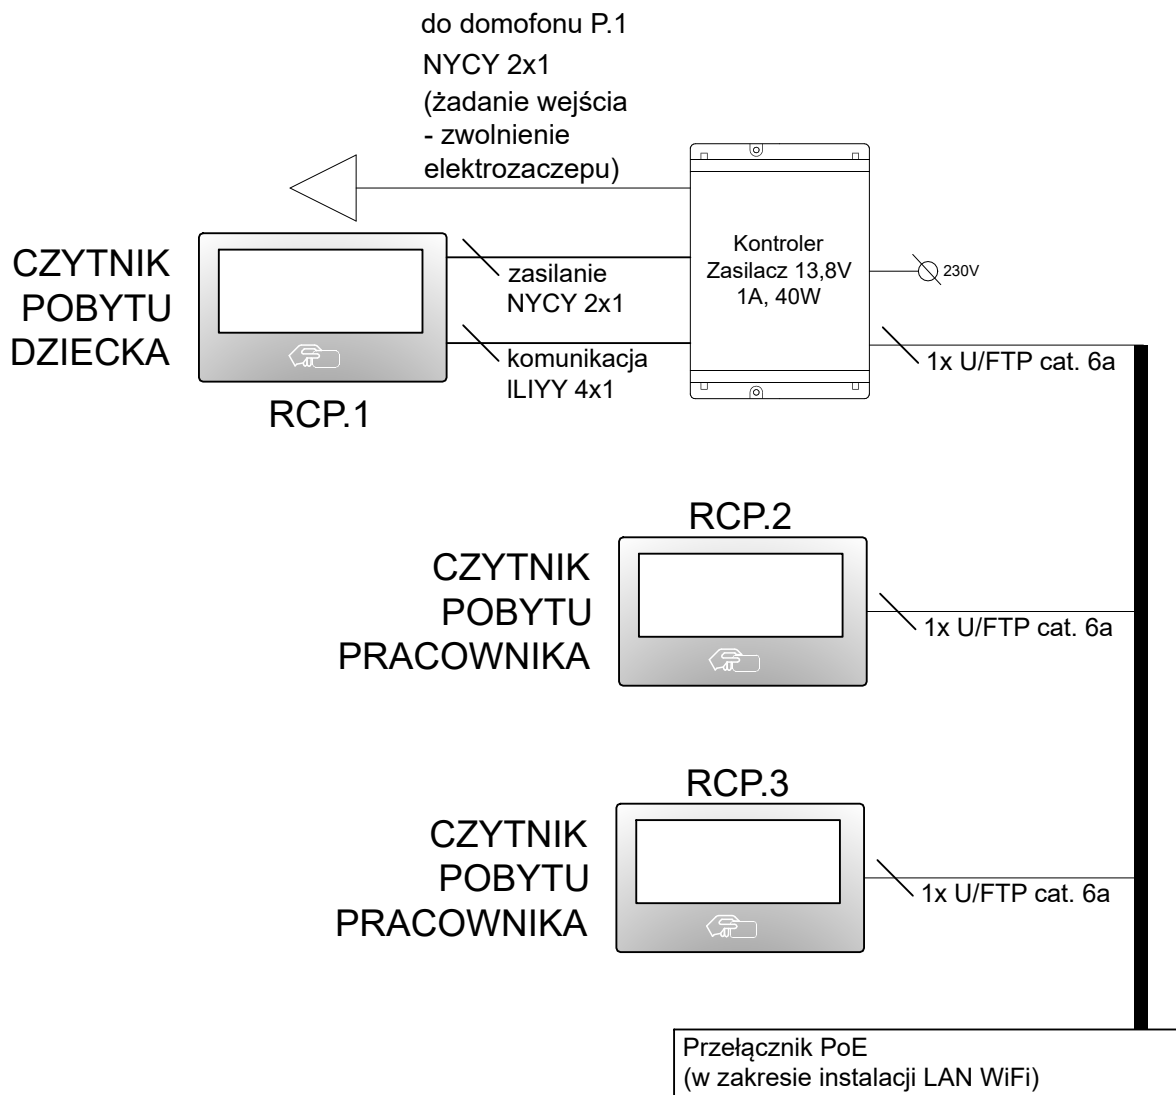 do domofonu P.1
NYCY 2x1
(żadanie wejścia
- zwolnienie
elektrozaczepu)
CZYTNIK
POBYTU
DZIECKA
RCP.1
zasilanie
NYCY 2x1
komunikacja
ILIYY 4x1
Kontroler
Zasilacz 13,8V
1A, 40W
230V
1x U/FTP cat. 6a
RCP.2
CZYTNIK
POBYTU
PRACOWNIKA
1x U/FTP cat. 6a
RCP.3
CZYTNIK
POBYTU
PRACOWNIKA
1x U/FTP cat. 6a
Przełącznik PoE
(w zakresie instalacji LAN WiFi)